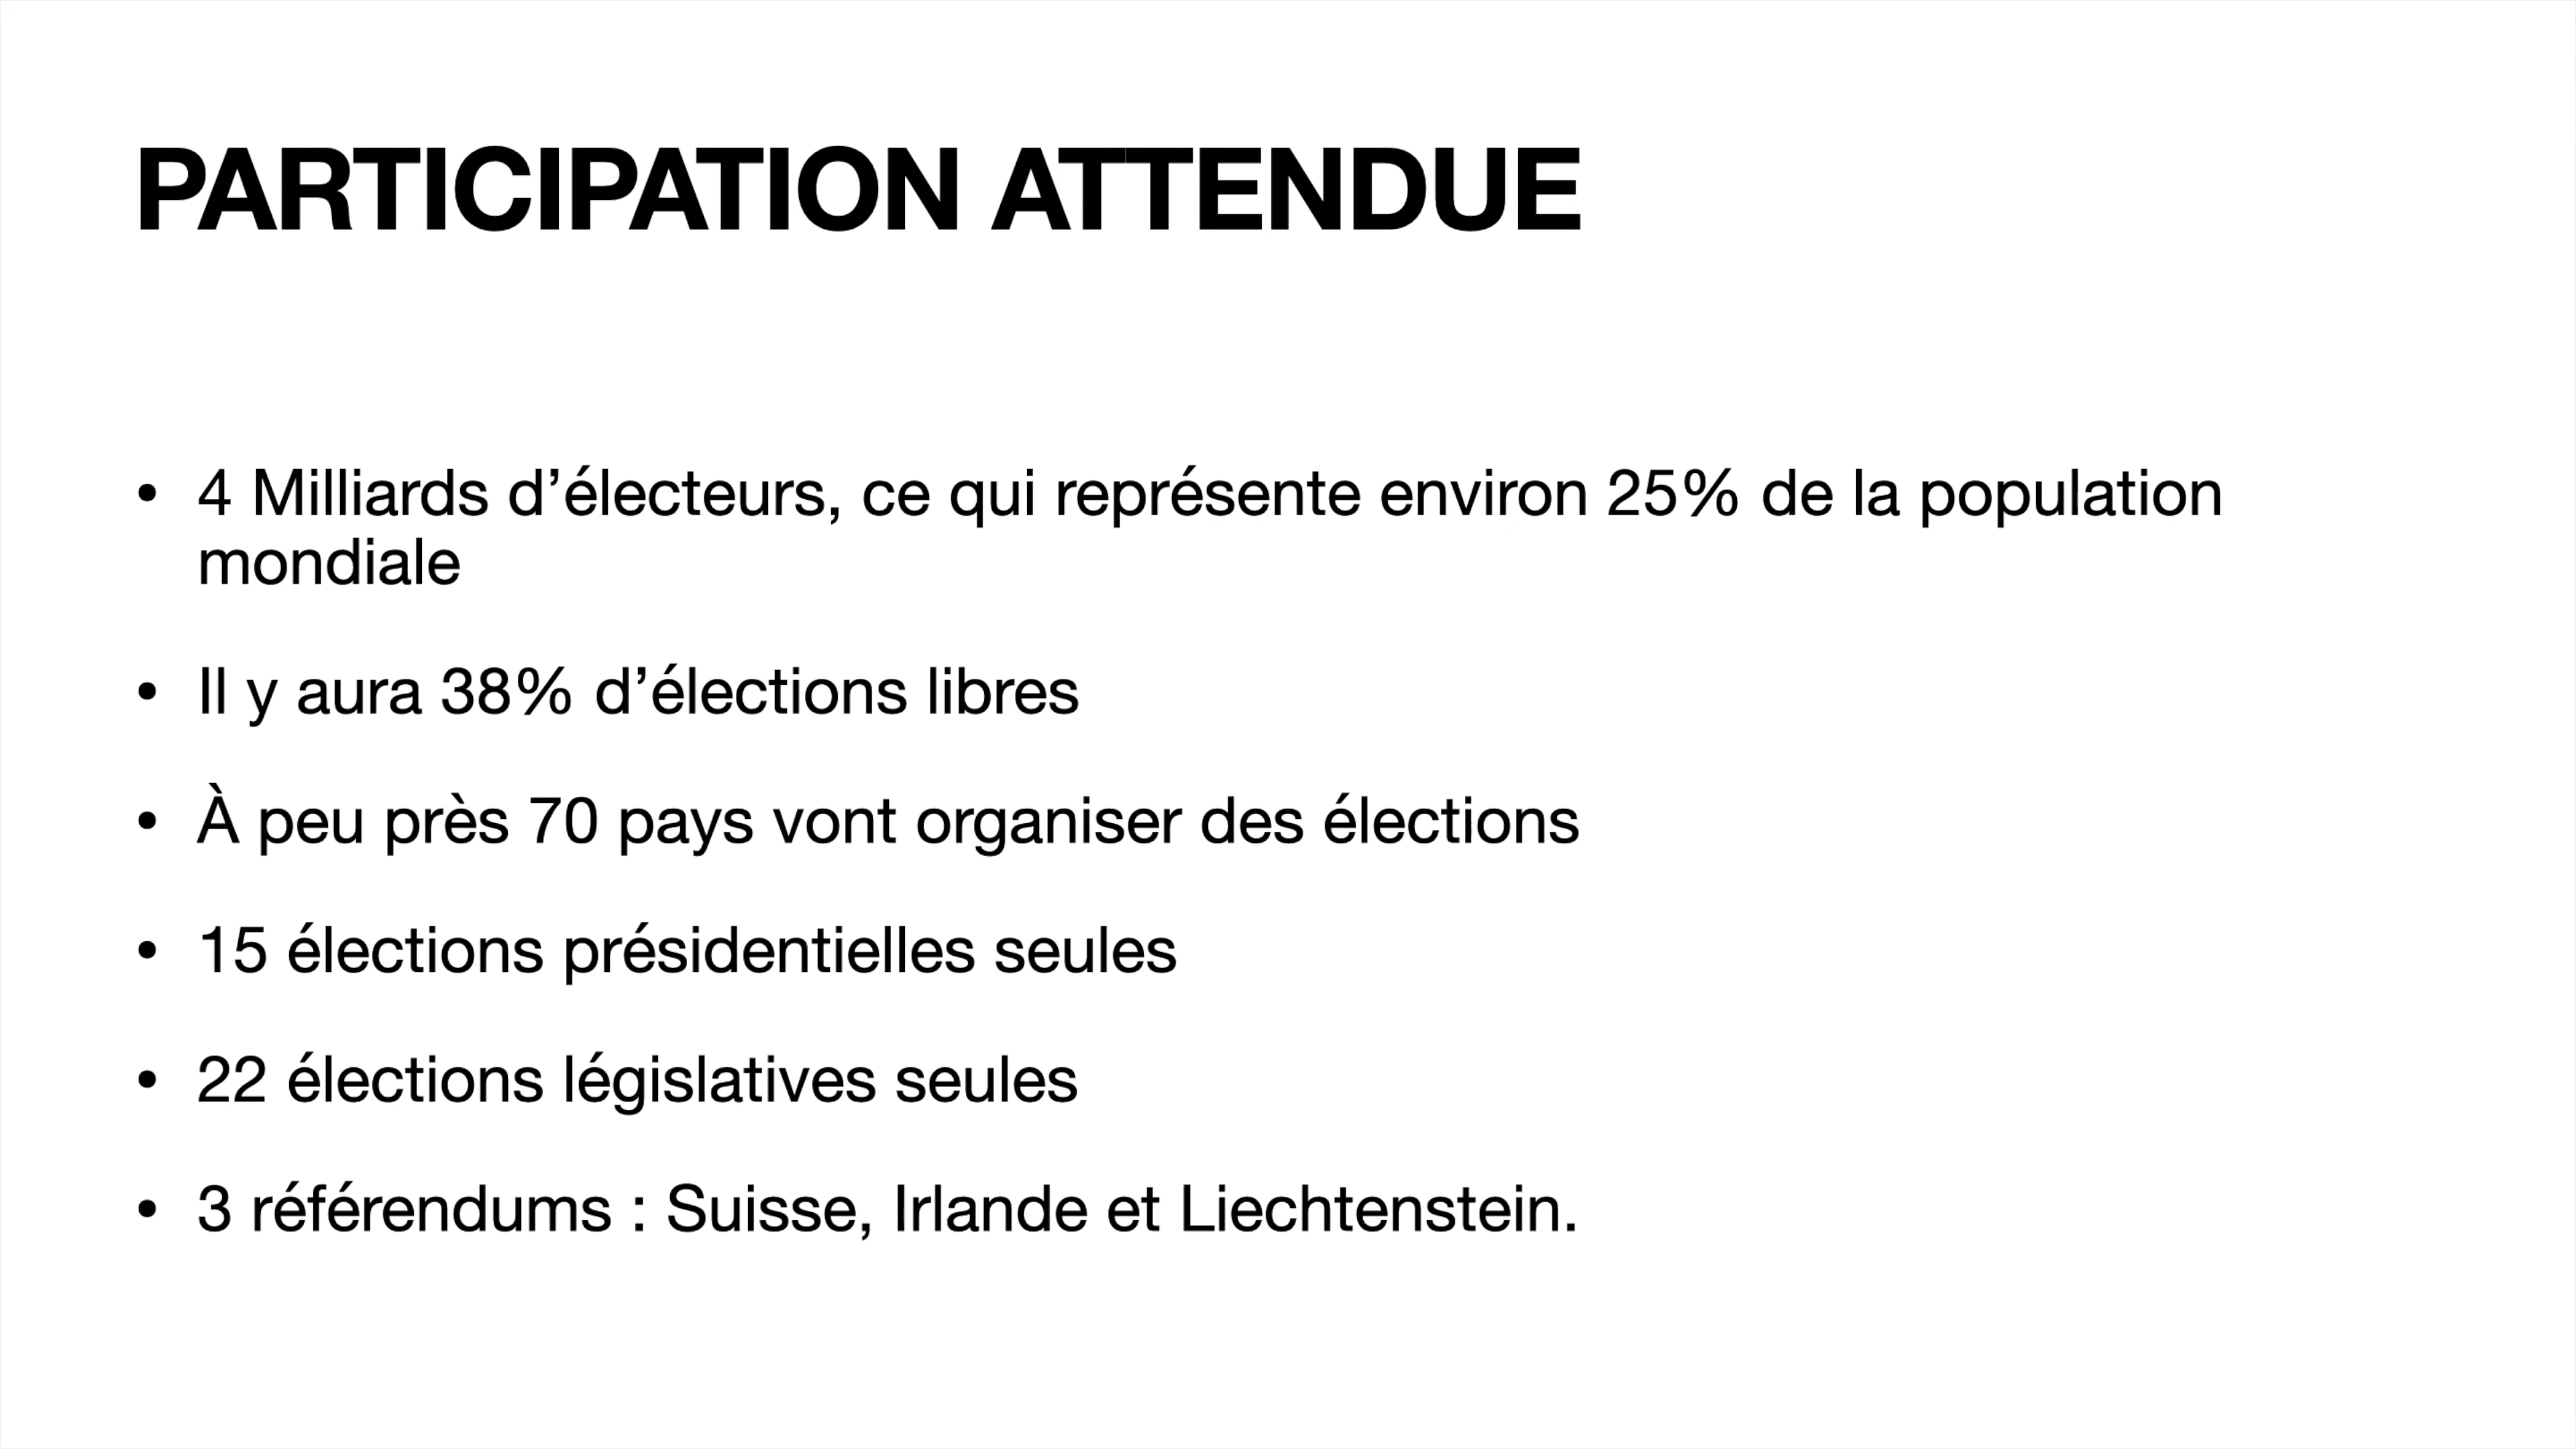 PARTICIPATION ATTENDUE
• 4 Milliards d’électeurs, ce qui représente environ 25% de la population
mondiale
• Il y aura 38% d’élections libres
• À peu près 70 pays vont organiser des élections
• 15 élections présidentielles seules
• 22 élections législatives seules
• 3 référendums : Suisse, Irlande et Liechtenstein.